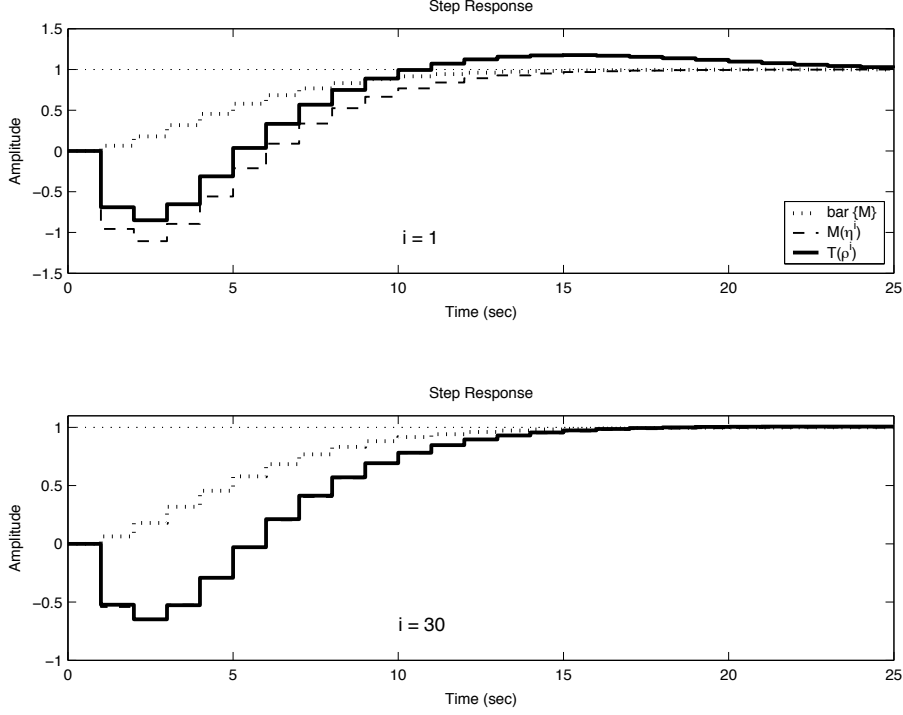 Step Response
1.5
1
0.5
0
−0.5
−1
−1.5
Amplitude
i = 1
bar {M}
M(ηⁱ)
T(ρⁱ)
0 5 10 15 20 25
Time (sec)
Step Response
1
0.5
0
−0.5
−1
Amplitude
i = 30
0 5 10 15 20 25
Time (sec)